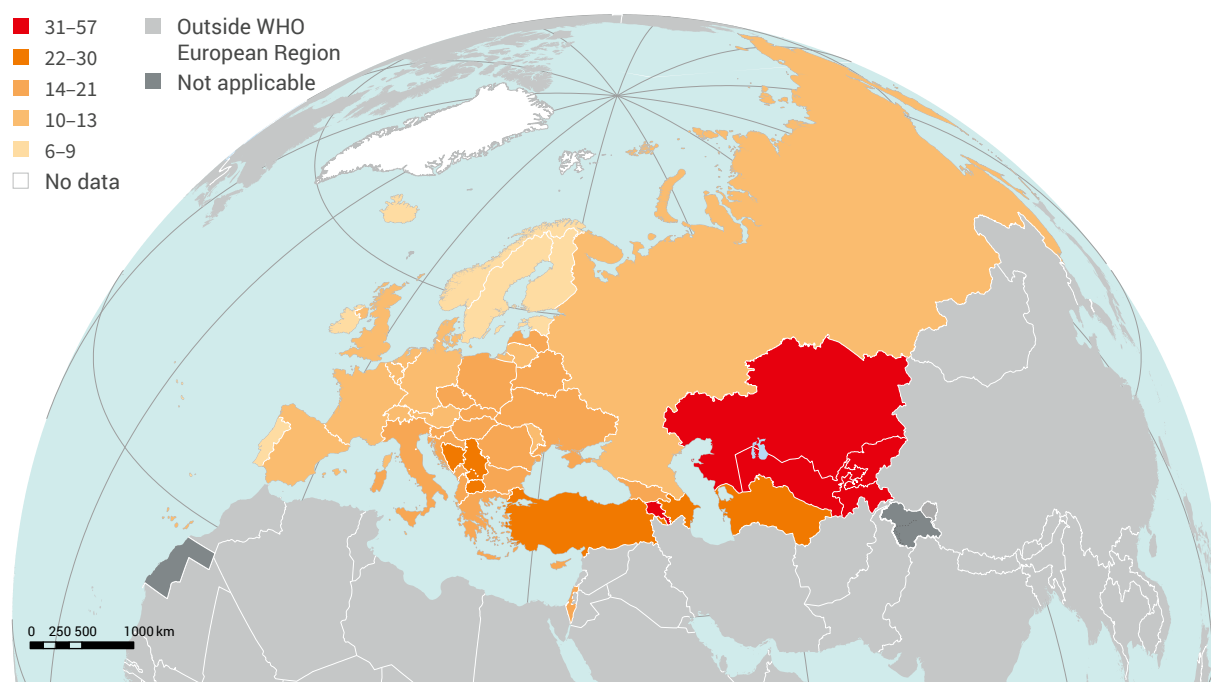 31–57
22–30
14–21
10–13
6–9
No data
Outside WHO
European Region
Not applicable
0 250 500 1000 km